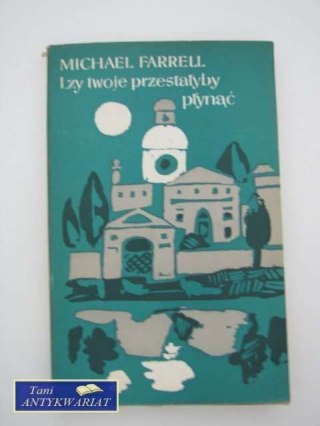 MICHAEL FARRELL
Łzy twoje przestałyby
płynąć
Tani
ANTYKWARIAT